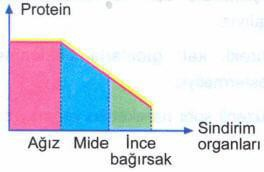 Protein
Sindirim
organları
Ağız Mide İnce
bağırsak